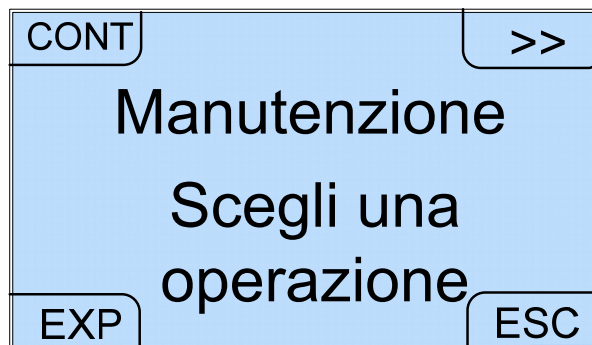 CONT >>
Manutenzione
Scegli una
operazione
EXP ESC